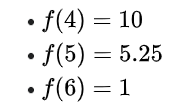 • f(4) = 10
• f(5) = 5.25
• f(6) = 1